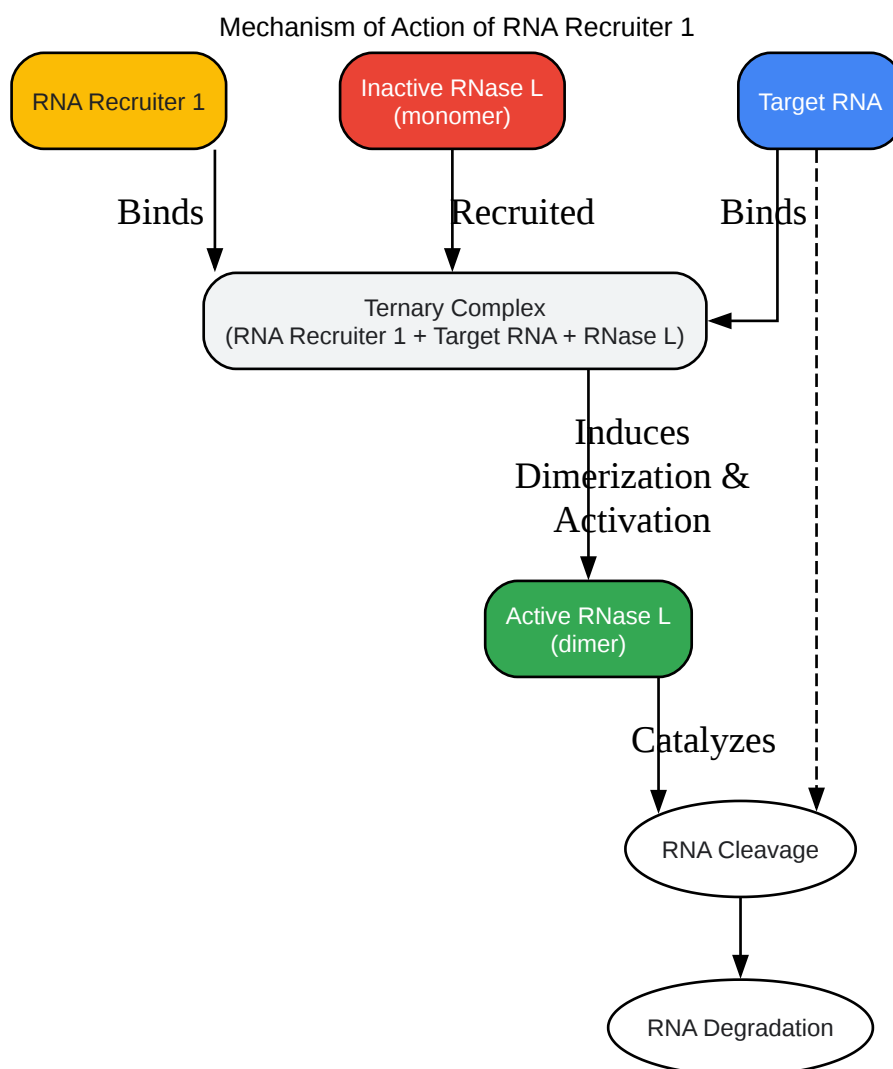 Mechanism of Action of RNA Recruiter 1
RNA Recruiter 1
Inactive RNase L
(monomer)
Target RNA
Binds
Recruited
Binds
Ternary Complex
(RNA Recruiter 1 + Target RNA + RNase L)
Induces
Dimerization &
Activation
Active RNase L
(dimer)
Catalyzes
RNA Cleavage
RNA Degradation